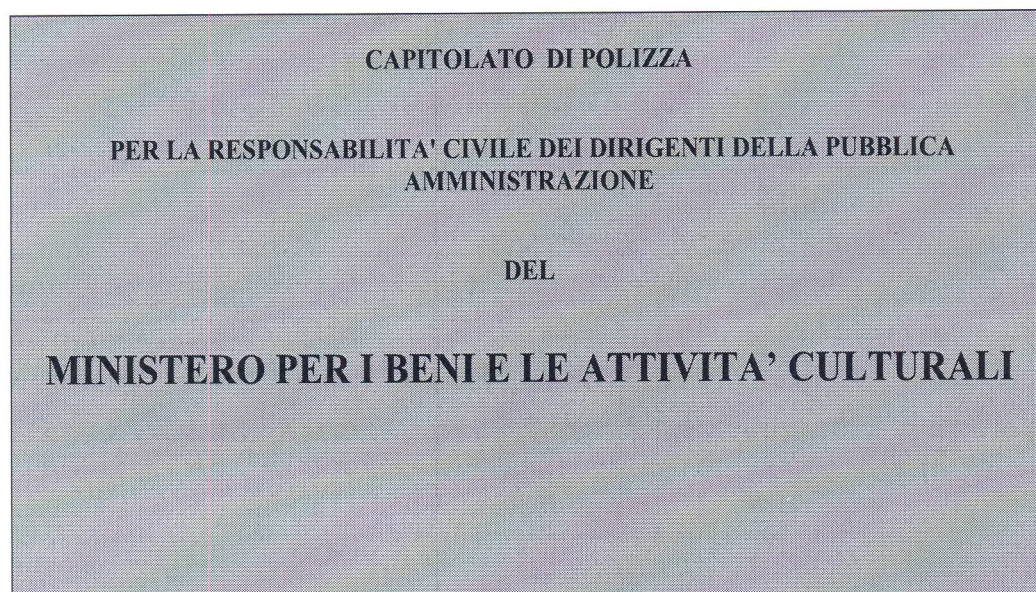 CAPITOLATO DI POLIZZA
PER LA RESPONSABILITA' CIVILE DEI DIRIGENTI DELLA PUBBLICA
AMMINISTRAZIONE
DEL
MINISTERO PER I BENI E LE ATTIVITA’ CULTURALI